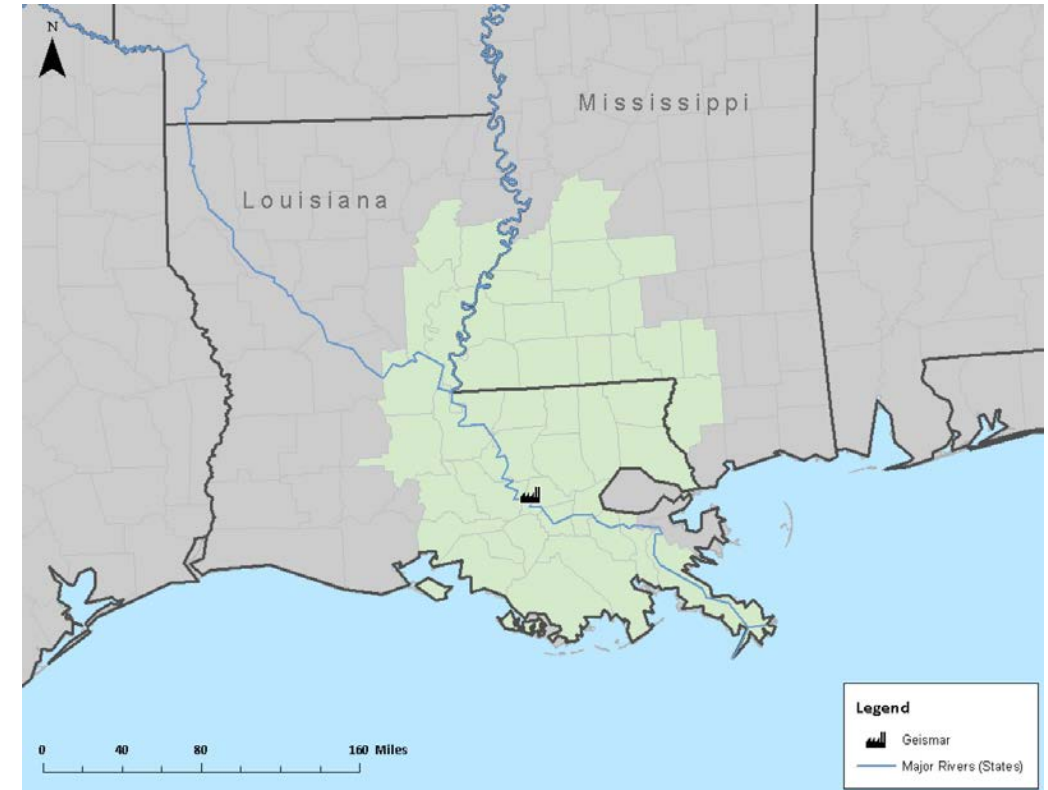 N
Mississippi
Louisiana
Legend
Geismar
Major Rivers (States)
0 40 80 160 Miles